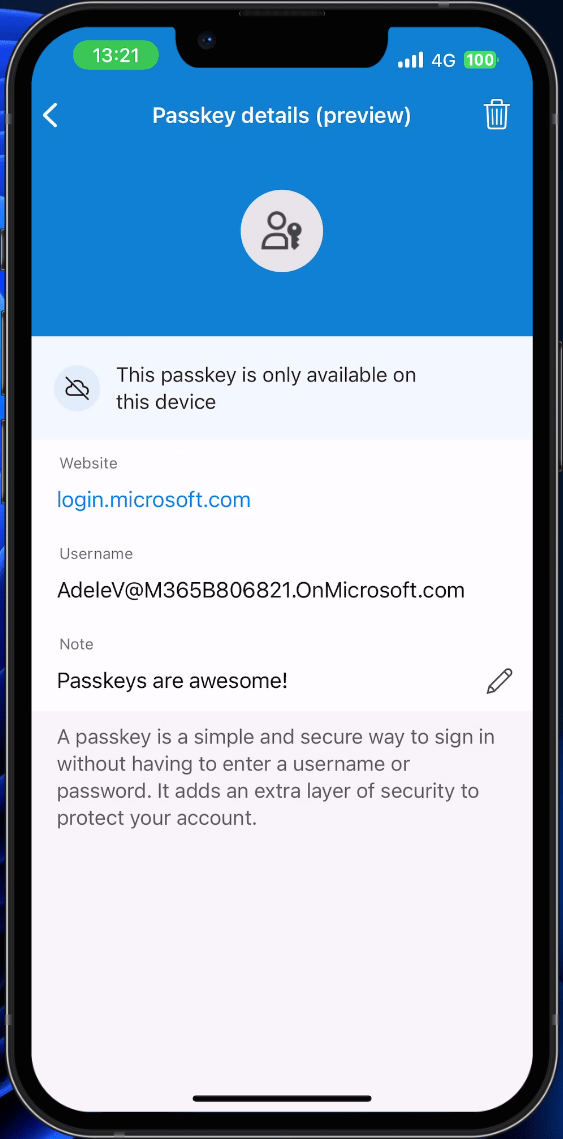 13:21
4G
100
Passkey details (preview)
This passkey is only available on
this device
Website
login.microsoft.com
Username
AdeleV@M365B806821.OnMicrosoft.com
Note
Passkeys are awesome!
A passkey is a simple and secure way to sign in
without having to enter a username or
password. It adds an extra layer of security to
protect your account.